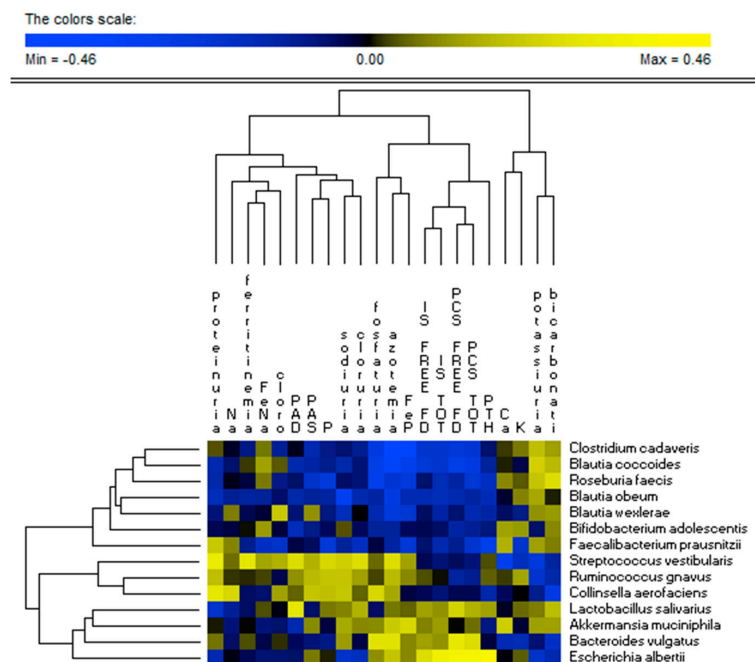 The colors scale:
Min = -0.46
0.00
Max = 0.46
proteinuria
Na
ferritinemia
FeNa
cloro
PAD
PAS
P
sodiuria
cloruria
fosfaturia
azotemia
FeP
IS FREE FD
IS TOT
PCS FREE FD
PCS TOT
PTH
Ca
K
potassiuria
bicarbonati
Clostridium cadaveris
Blautia coccoides
Roseburia faecis
Blautia obeum
Blautia wexlerae
Bifidobacterium adolescentis
Faecalibacterium prausnitzii
Streptococcus vestibularis
Ruminococcus gnavus
Collinsella aerofaciens
Lactobacillus salivarius
Akkermansia muciniphila
Bacteroides vulgatus
Escherichia albertii